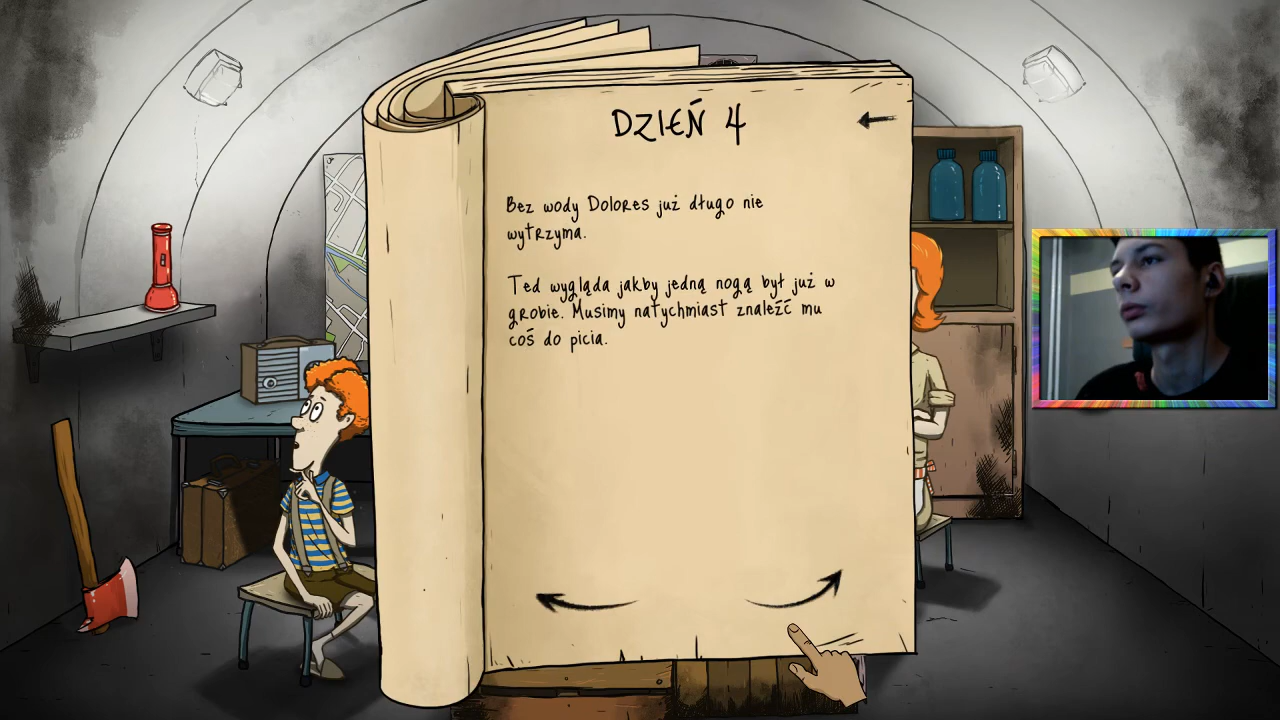 DZIEŃ 4
Bez wody Dolores już długo nie
wytrzyma.
Ted wygląda jakby jedną nogą był już w
grobie. Musimy natychmiast znaleźć mu
coś do picia.